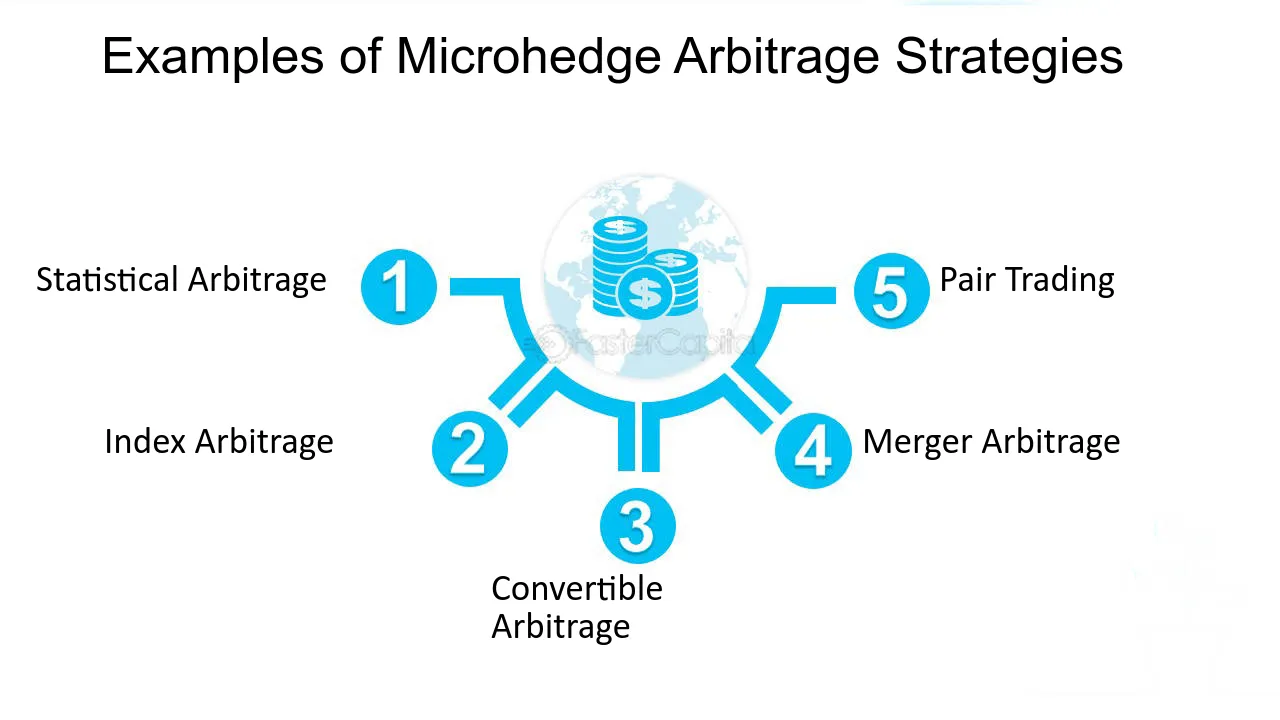 Examples of Microhedge Arbitrage Strategies
Statistical Arbitrage
1
5
Pair Trading
FasterCapital
Index Arbitrage
2
4
Merger Arbitrage
3
Convertible
Arbitrage